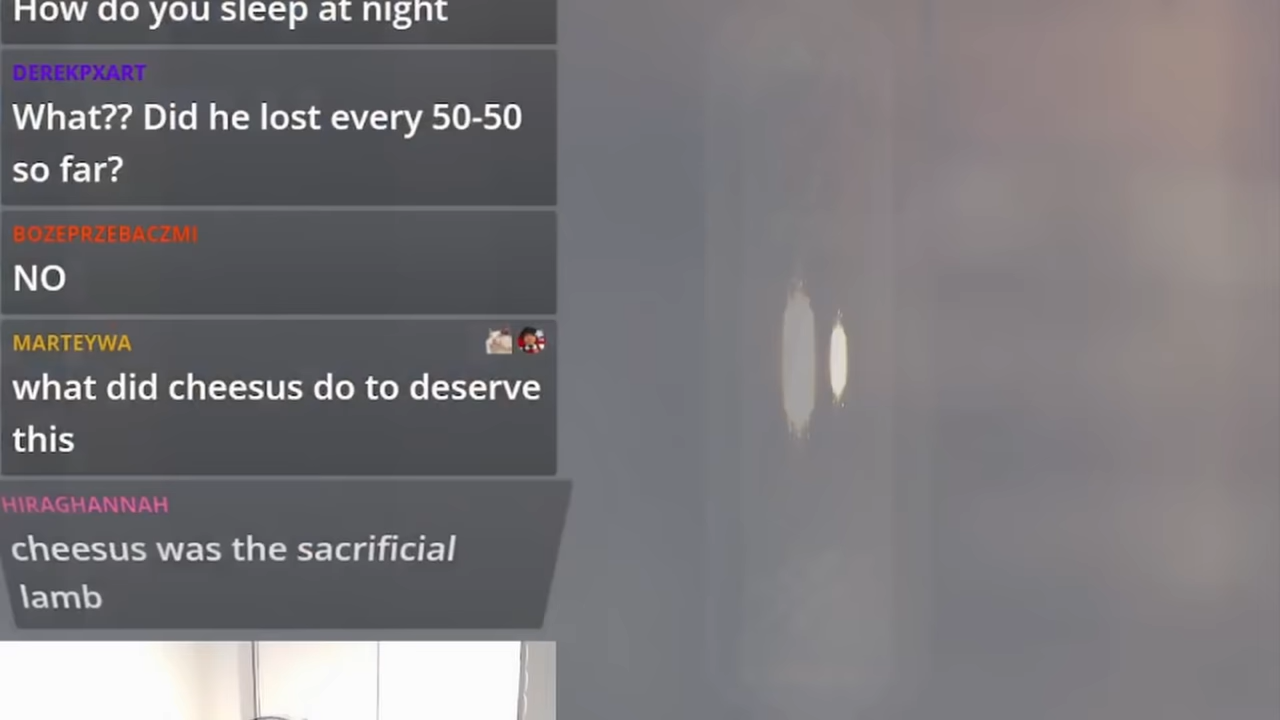 How do you sleep at night
DEREKPXART
What?? Did he lost every 50-50
so far?
BOZEPRZEBACZMI
NO
MARTEYWA
what did cheesus do to deserve
this
HIRAGHANNAH
cheesus was the sacrificial
lamb